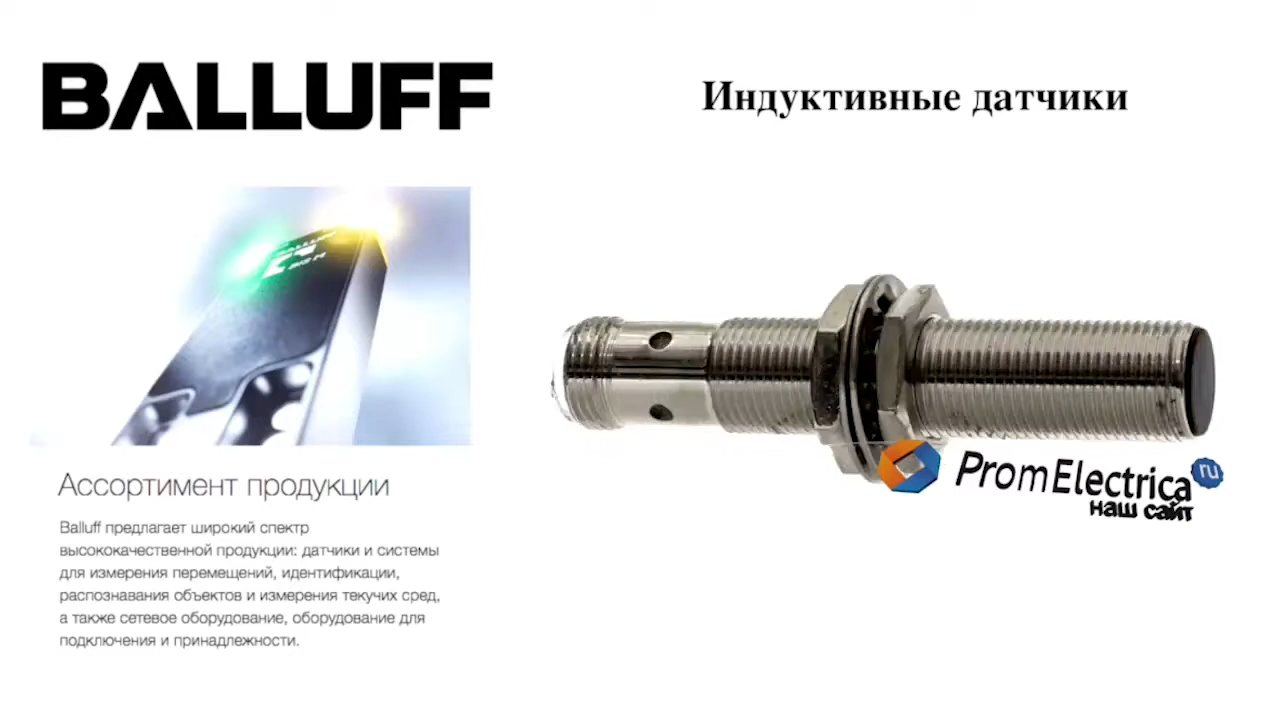 BALLUFF
Индуктивные датчики
BALLUFF
Ассортимент продукции
Balluff предлагает широкий спектр
высококачественной продукции: датчики и системы
для измерения перемещений, идентификации,
распознавания объектов и измерения текучих сред,
а также сетевое оборудование, оборудование для
подключения и принадлежности.
PromElectrica ru
наш сайт